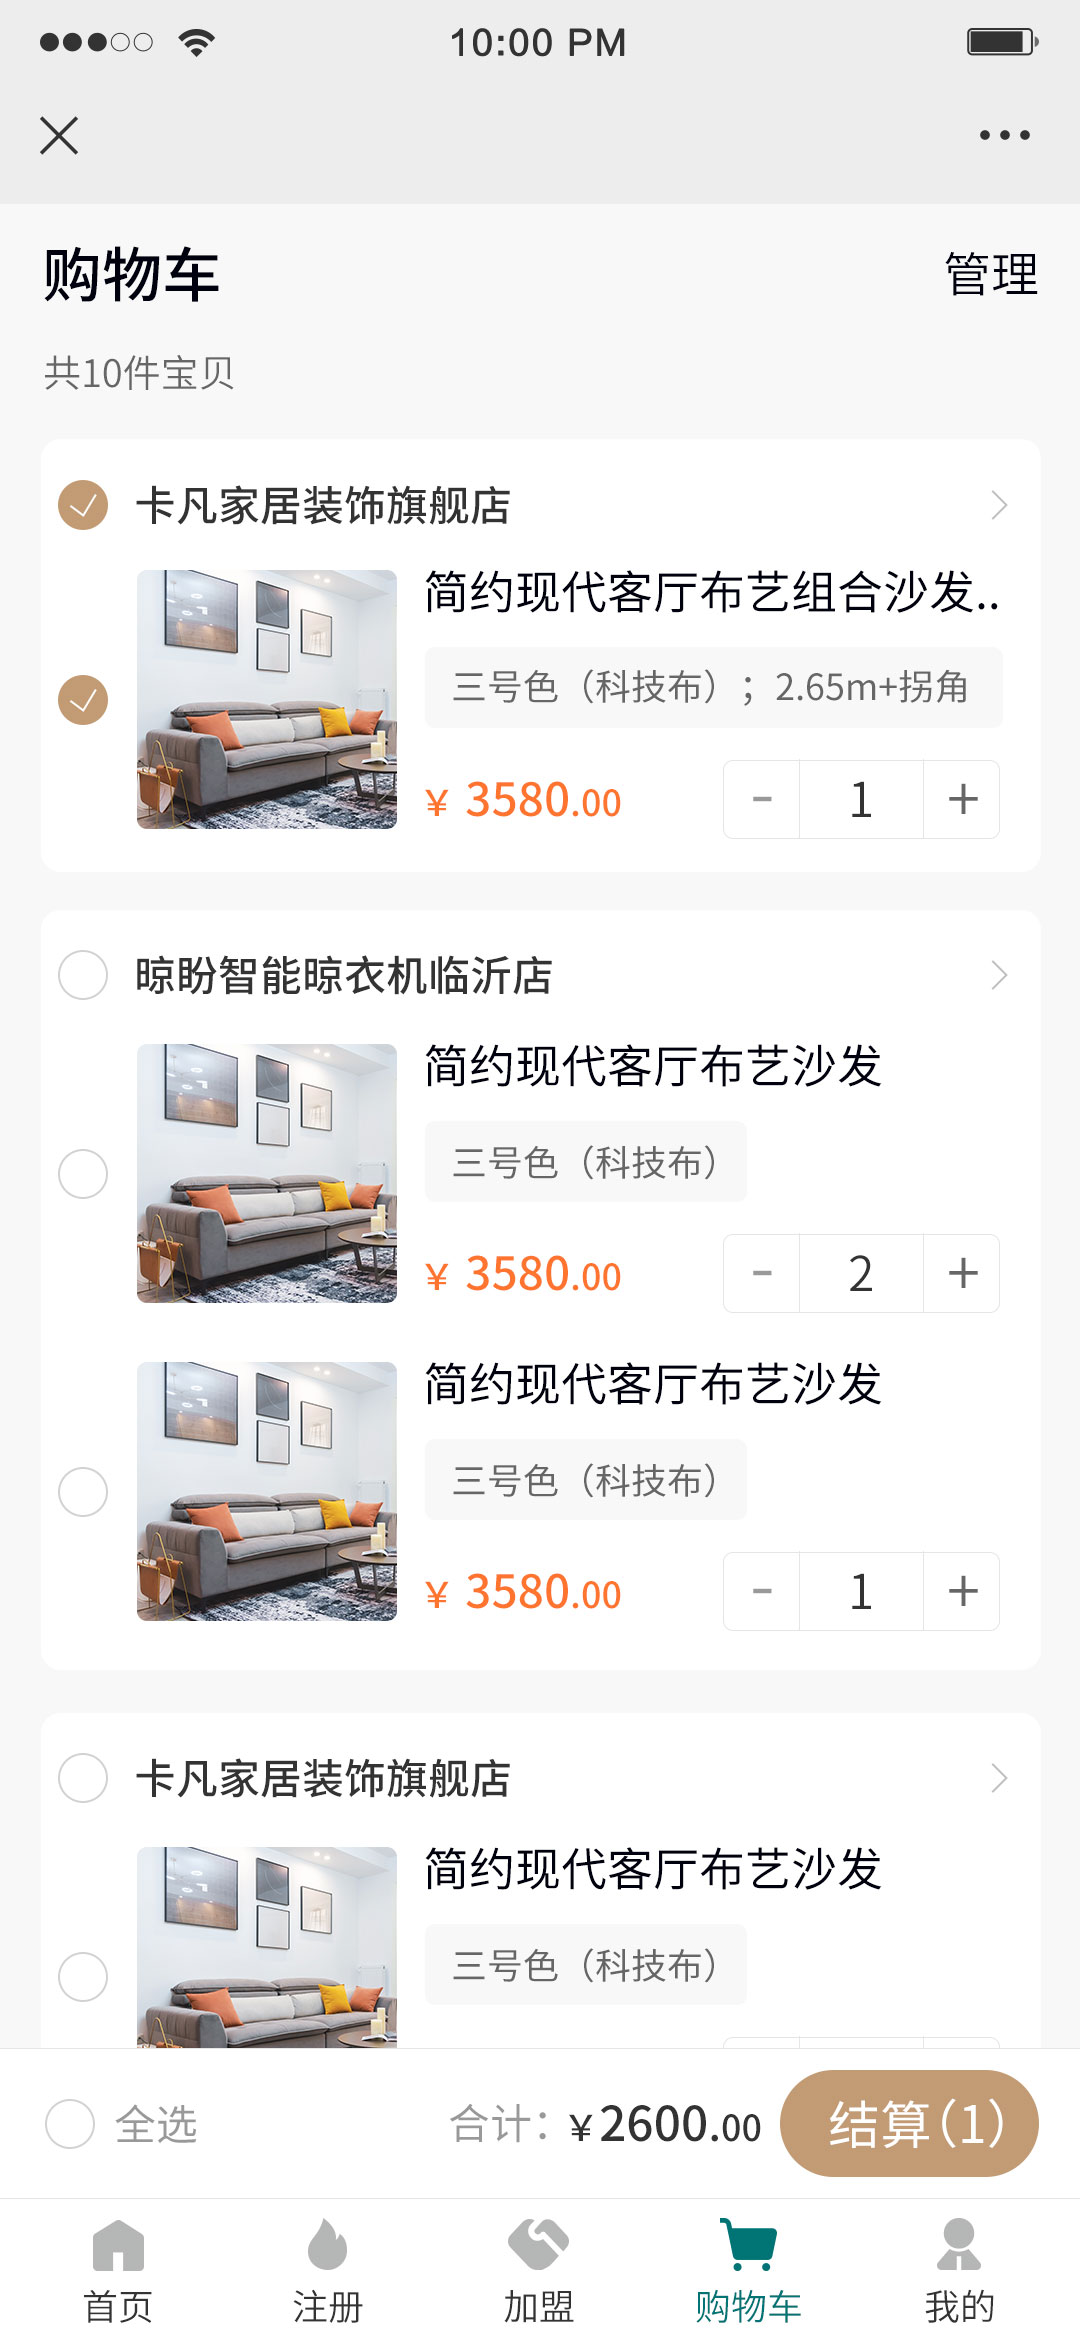 10:00 PM
购物车
管理
共10件宝贝
卡凡家居装饰旗舰店
简约现代客厅布艺组合沙发..
三号色（科技布）；2.65m+拐角
¥ 3580.00
- 1 +
晾盼智能晾衣机临沂店
简约现代客厅布艺沙发
三号色（科技布）
¥ 3580.00
- 2 +
简约现代客厅布艺沙发
三号色（科技布）
¥ 3580.00
- 1 +
卡凡家居装饰旗舰店
简约现代客厅布艺沙发
三号色（科技布）
全选
合计：¥2600.00
结算(1)
首页
注册
加盟
购物车
我的